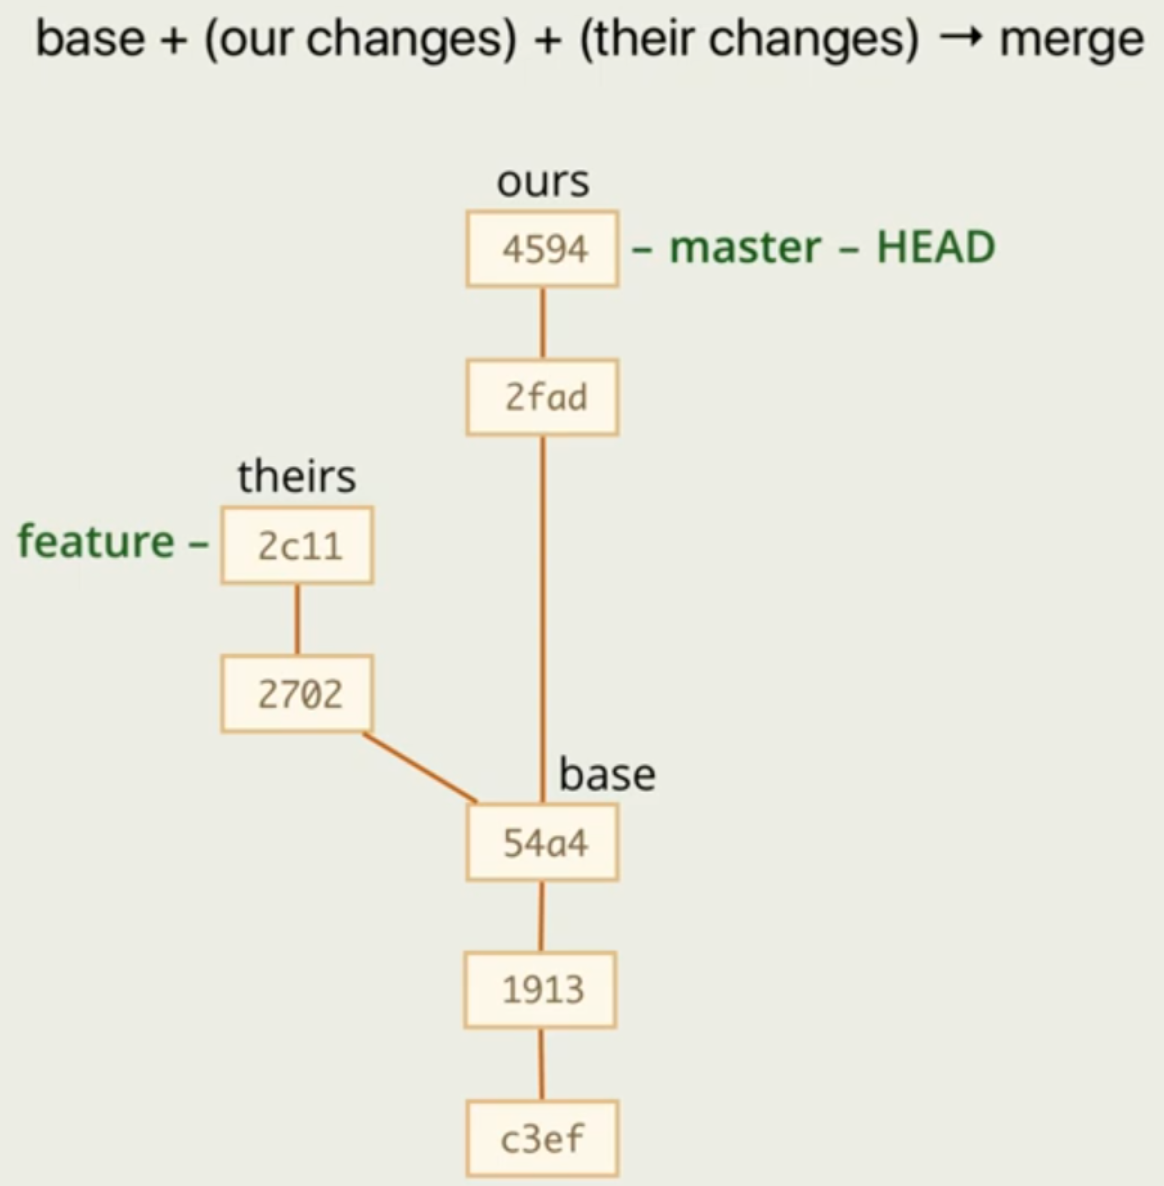 base + (our changes) + (their changes) → merge
ours
4594 – master – HEAD
2fad
theirs
feature – 2c11
2702
base
54a4
1913
c3ef